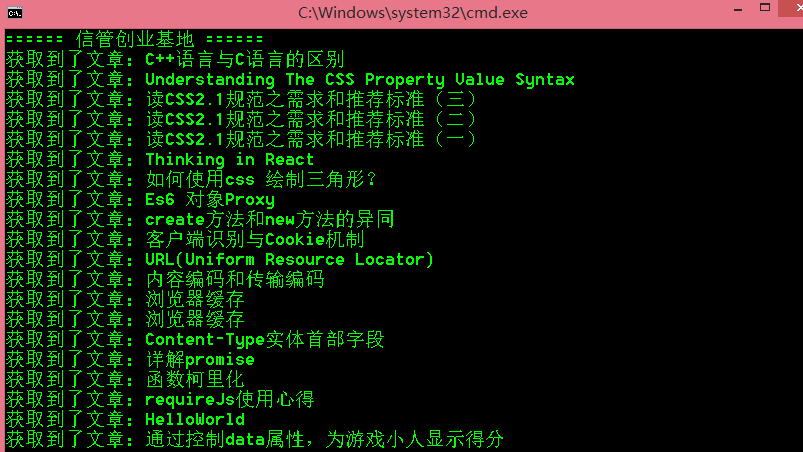 C:\Windows\system32\cmd.exe
====== 信管创业基地 ======
获取到了文章: C++语言与C语言的区别
获取到了文章: Understanding The CSS Property Value Syntax
获取到了文章: 读CSS2.1规范之需求和推荐标准（三）
获取到了文章: 读CSS2.1规范之需求和推荐标准（二）
获取到了文章: 读CSS2.1规范之需求和推荐标准（一）
获取到了文章: Thinking in React
获取到了文章: 如何使用css 绘制三角形？
获取到了文章: Es6 对象Proxy
获取到了文章: create方法和new方法的异同
获取到了文章: 客户端识别与Cookie机制
获取到了文章: URL(Uniform Resource Locator)
获取到了文章: 内容编码和传输编码
获取到了文章: 浏览器缓存
获取到了文章: 浏览器缓存
获取到了文章: Content-Type实体首部字段
获取到了文章: 详解promise
获取到了文章: 函数柯里化
获取到了文章: requireJs使用心得
获取到了文章: HelloWorld
获取到了文章: 通过控制data属性，为游戏小人显示得分